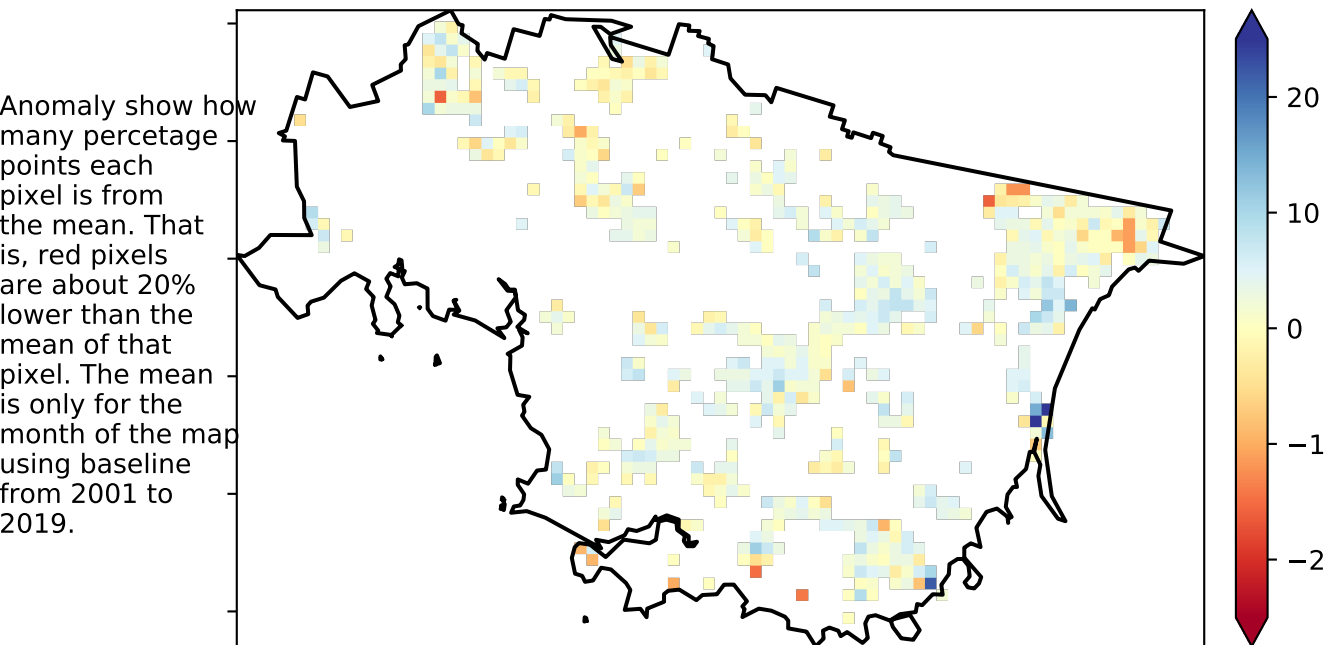 Anomaly show how
many percetage
points each
pixel is from
the mean. That
is, red pixels
are about 20%
lower than the
mean of that
pixel. The mean
is only for the
month of the map
using baseline
from 2001 to
2019.
20
10
0
−1
−2